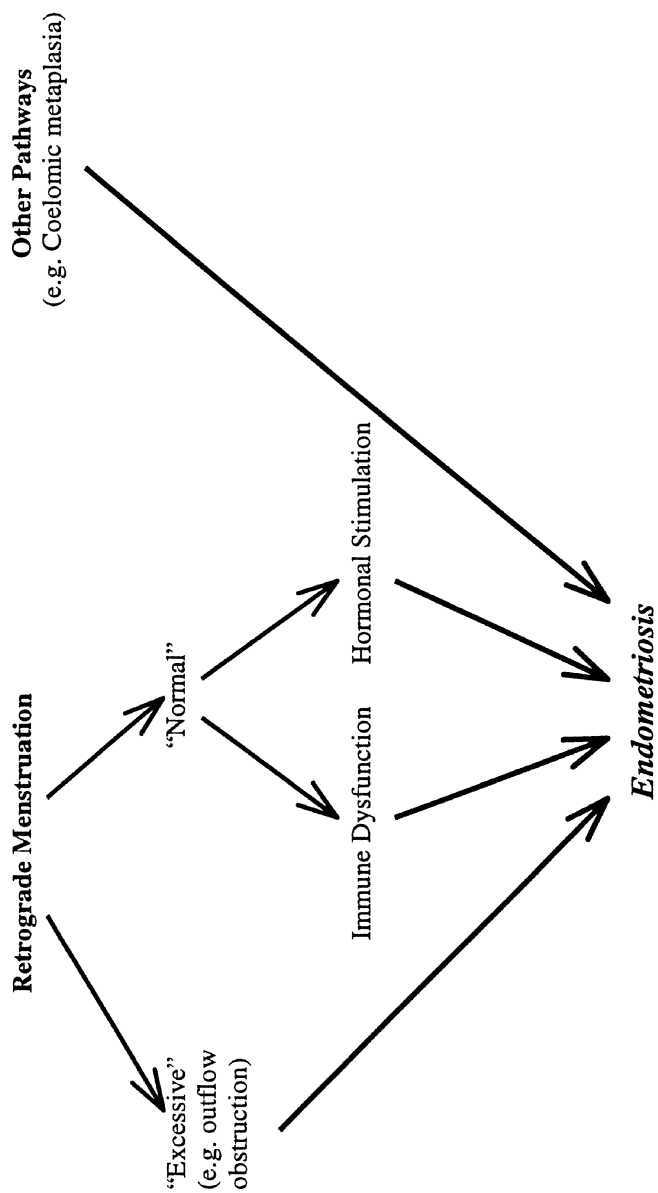 Retrograde Menstruation
Other Pathways
(e.g. Coelomic metaplasia)
“Excessive”
(e.g. outflow
obstruction)
“Normal”
Immune Dysfunction
Hormonal Stimulation
Endometriosis